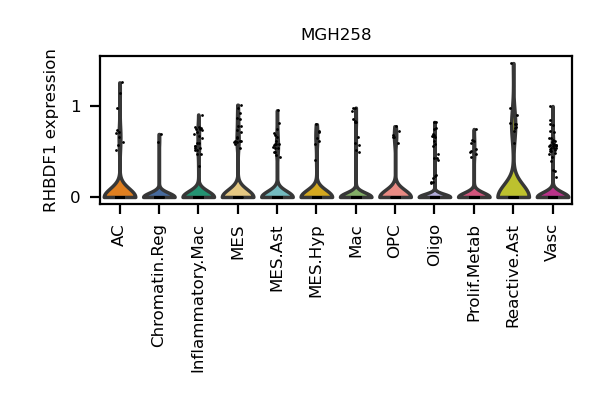 MGH258
RHBDF1 expression
1
0
AC
Chromatin.Reg
Inflammatory.Mac
MES
MES.Ast
MES.Hyp
Mac
OPC
Oligo
Prolif.Metab
Reactive.Ast
Vasc